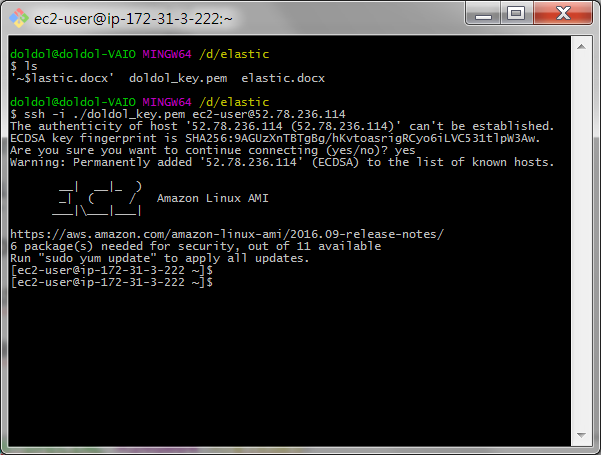 ec2-user@ip-172-31-3-222:~
doldol@doldol-VAIO MINGW64 /d/elastic
$ ls
'~$lastic.docx'  doldol_key.pem  elastic.docx
doldol@doldol-VAIO MINGW64 /d/elastic
$ ssh -i ./doldol_key.pem ec2-user@52.78.236.114
The authenticity of host '52.78.236.114 (52.78.236.114)' can't be established.
ECDSA key fingerprint is SHA256:9AGUzXnTBTgBg/hKvtoasrigRCyo6iLVC531tlpW3Aw.
Are you sure you want to continue connecting (yes/no)? yes
Warning: Permanently added '52.78.236.114' (ECDSA) to the list of known hosts.
       __|  __|_  )
       _|  (     /   Amazon Linux AMI
      ___|\___|___|
https://aws.amazon.com/amazon-linux-ami/2016.09-release-notes/
6 package(s) needed for security, out of 11 available
Run "sudo yum update" to apply all updates.
[ec2-user@ip-172-31-3-222 ~]$
[ec2-user@ip-172-31-3-222 ~]$